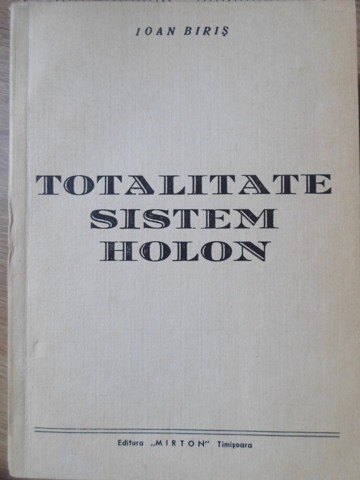 IOAN BIRIŞ
TOTALITATE
SISTEM
HOLON
Editura „MIRTON" Timişoara